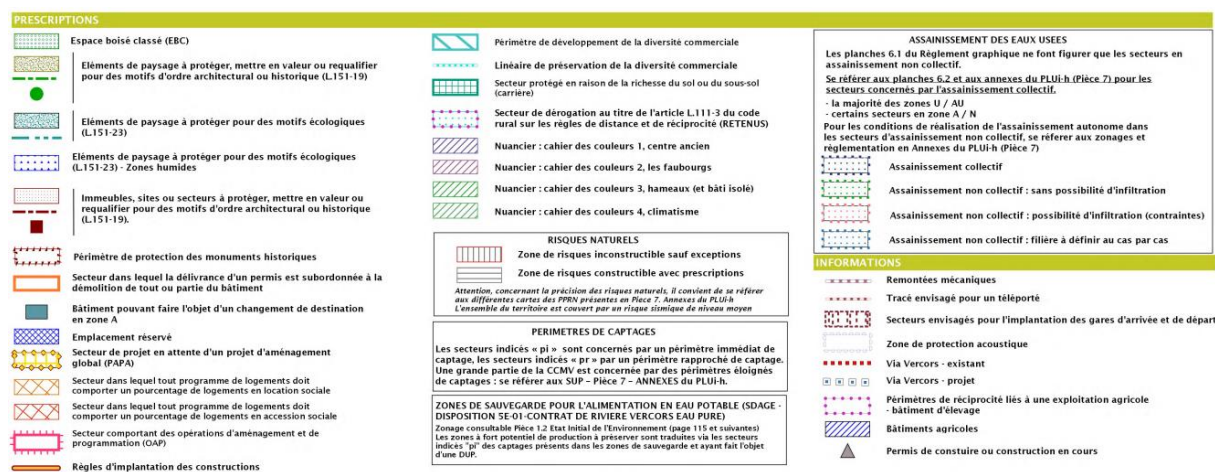 PRESCRIPTIONS
Espace boisé classé (EBC)
Eléments de paysage à protéger, mettre en valeur ou requalifier
pour des motifs d'ordre architectural ou historique (L.151-19)
Eléments de paysage à protéger pour des motifs écologiques
(L.151-23)
Eléments de paysage à protéger pour des motifs écologiques
(L.151-23) - Zones humides
Immeubles, sites ou secteurs à protéger, mettre en valeur ou
requalifier pour des motifs d'ordre architectural ou historique
(L.151-19).
Périmètre de protection des monuments historiques
Secteur dans lequel la délivrance d'un permis est subordonnée à la
démolition de tout ou partie du bâtiment
Bâtiment pouvant faire l'objet d'un changement de destination
en zone A
Emplacement réservé
Secteur de projet en attente d'un projet d'aménagement
global (PAPA)
Secteur dans lequel tout programme de logements doit
comporter un pourcentage de logements en location sociale
Secteur dans lequel tout programme de logements doit
comporter un pourcentage de logements en accession sociale
Secteur comportant des opérations d'aménagement et de
programmation (OAP)
Règles d'implantation des constructions
Périmètre de développement de la diversité commerciale
Linéaire de préservation de la diversité commerciale
Secteur protégé en raison de la richesse du sol ou du sous-sol
(carrière)
Secteur de dérogation au titre de l'article L.111-3 du code
rural sur les règles de distance et de réciprocité (RETENUS)
Nuancier : cahier des couleurs 1, centre ancien
Nuancier : cahier des couleurs 2, les faubourgs
Nuancier : cahier des couleurs 3, hameaux (et bâti isolé)
Nuancier : cahier des couleurs 4, climatisme
RISQUES NATURELS
Zone de risques inconstructible sauf exceptions
Zone de risques constructible avec prescriptions
Attention, concernant la précision des risques naturels, il convient de se référer
aux différentes cartes des PPRN présentes en Piece 7. Annexes du PLUi-h
L'ensemble du territoire est couvert par un risque sismique de niveau moyen
PERIMETRES DE CAPTAGES
Les secteurs indicés « pi » sont concernés par un périmètre immédiat de
captage, les secteurs indicés « pr » par un périmètre rapproché de captage.
Une grande partie de la CCMV est concernée par des périmètres éloignés
de captages : se référer aux SUP - Pièce 7 - ANNEXES du PLUi-h.
ZONES DE SAUVEGARDE POUR L'ALIMENTATION EN EAU POTABLE (SDAGE -
DISPOSITION 5E-01-CONTRAT DE RIVIERE VERCORS EAU PURE)
Zonage consultable Pièce 1.2 Etat Initial de l'Environnement (page 115 et suivantes)
Les zones à fort potentiel de production à préserver sont traduites via les secteurs
indicés "pi" des captages présents dans les zones de sauvegarde et ayant fait l'objet
d'une DUP.
ASSAINISSEMENT DES EAUX USEES
Les planches 6.1 du Règlement graphique ne font figurer que les secteurs en
assainissement non collectif.
Se référer aux planches 6.2 et aux annexes du PLUi-h (Pièce 7) pour les
secteurs concernés par l'assainissement collectif.
- la majorité des zones U / AU
- certains secteurs en zone A / N
Pour les conditions de réalisation de l'assainissement autonome dans
les secteurs d'assainissement non collectif, se réferer aux zonages et
règlementation en Annexes du PLUi-h (Pièce 7)
Assainissement collectif
Assainissement non collectif : sans possibilité d'infiltration
Assainissement non collectif : possibilité d'infiltration (contraintes)
Assainissement non collectif : filière à définir au cas par cas
INFORMATIONS
Remontées mécaniques
Tracé envisagé pour un téléporté
Secteurs envisagés pour l'implantation des gares d'arrivée et de départ
Zone de protection acoustique
Via Vercors - existant
Via Vercors - projet
Périmètres de réciprocité liés à une exploitation agricole
- bâtiment d'élevage
Bâtiments agricoles
Permis de constuire ou construction en cours